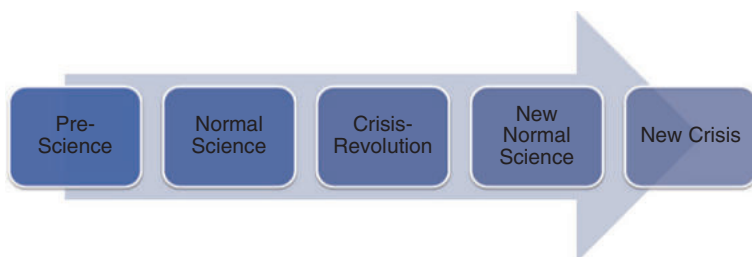 Pre-
Science
Normal
Science
Crisis-
Revolution
New
Normal
Science
New Crisis